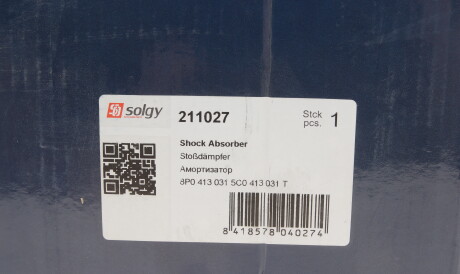 solgy
211027
Stck pcs. 1
Shock Absorber
Stoßdämpfer
Амортизатор
8P0 413 031 5C0 413 031 T
8 418578 040274